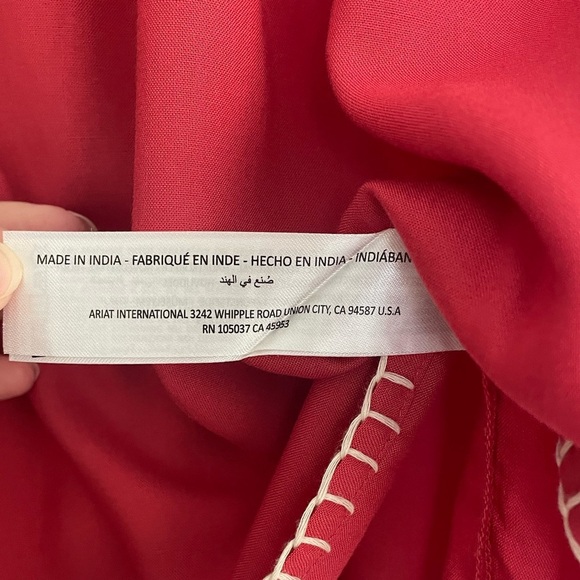 MADE IN INDIA - FABRIQUÉ EN INDE - HECHO EN INDIA - INDIÁBAN
صُنع في الهند
ARIAT INTERNATIONAL 3242 WHIPPLE ROAD UNION CITY, CA 94587 U.S.A
RN 105037 CA 45953